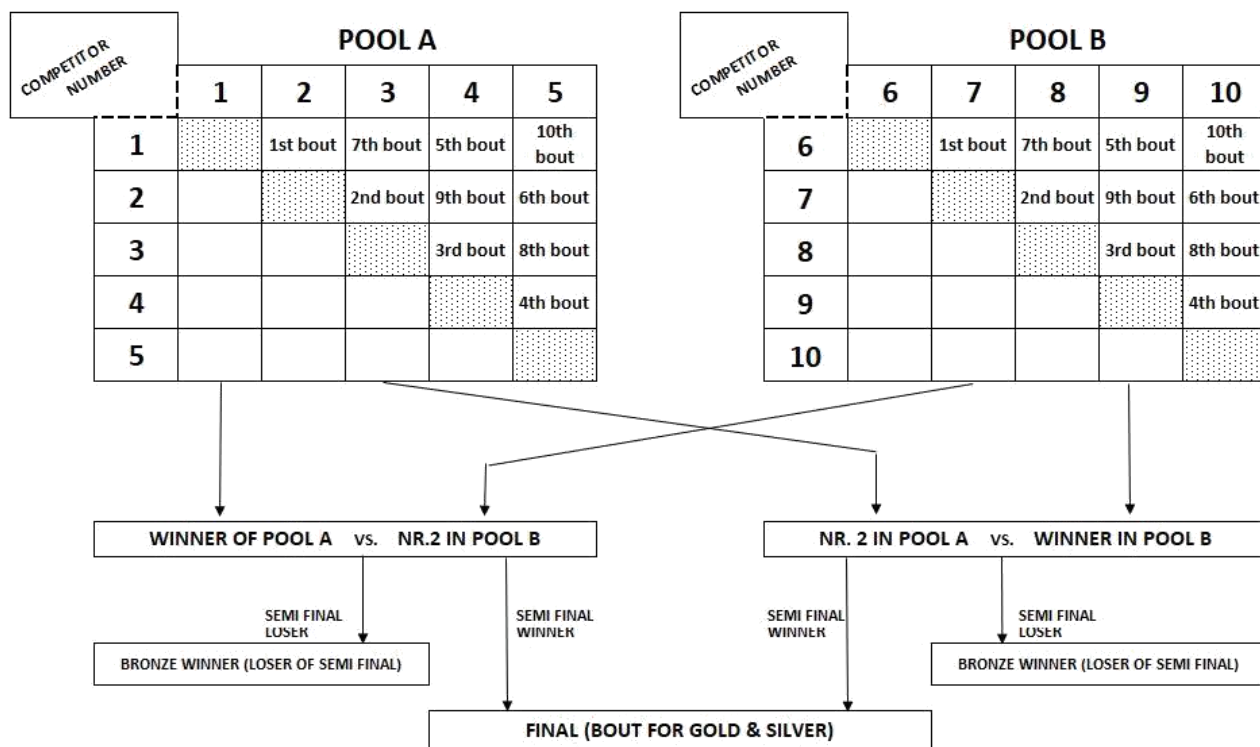 POOL A
POOL B
COMPETITOR
NUMBER
COMPETITOR
NUMBER
1 2 3 4 5
6 7 8 9 10
1 1st bout 7th bout 5th bout 10th bout
6 1st bout 7th bout 5th bout 10th bout
2 2nd bout 9th bout 6th bout
7 2nd bout 9th bout 6th bout
3 3rd bout 8th bout
8 3rd bout 8th bout
4 4th bout
9 4th bout
5
10
WINNER OF POOL A vs. NR.2 IN POOL B
NR. 2 IN POOL A vs. WINNER IN POOL B
SEMI FINAL
LOSER
SEMI FINAL
WINNER
SEMI FINAL
WINNER
SEMI FINAL
LOSER
BRONZE WINNER (LOSER OF SEMI FINAL)
BRONZE WINNER (LOSER OF SEMI FINAL)
FINAL (BOUT FOR GOLD & SILVER)